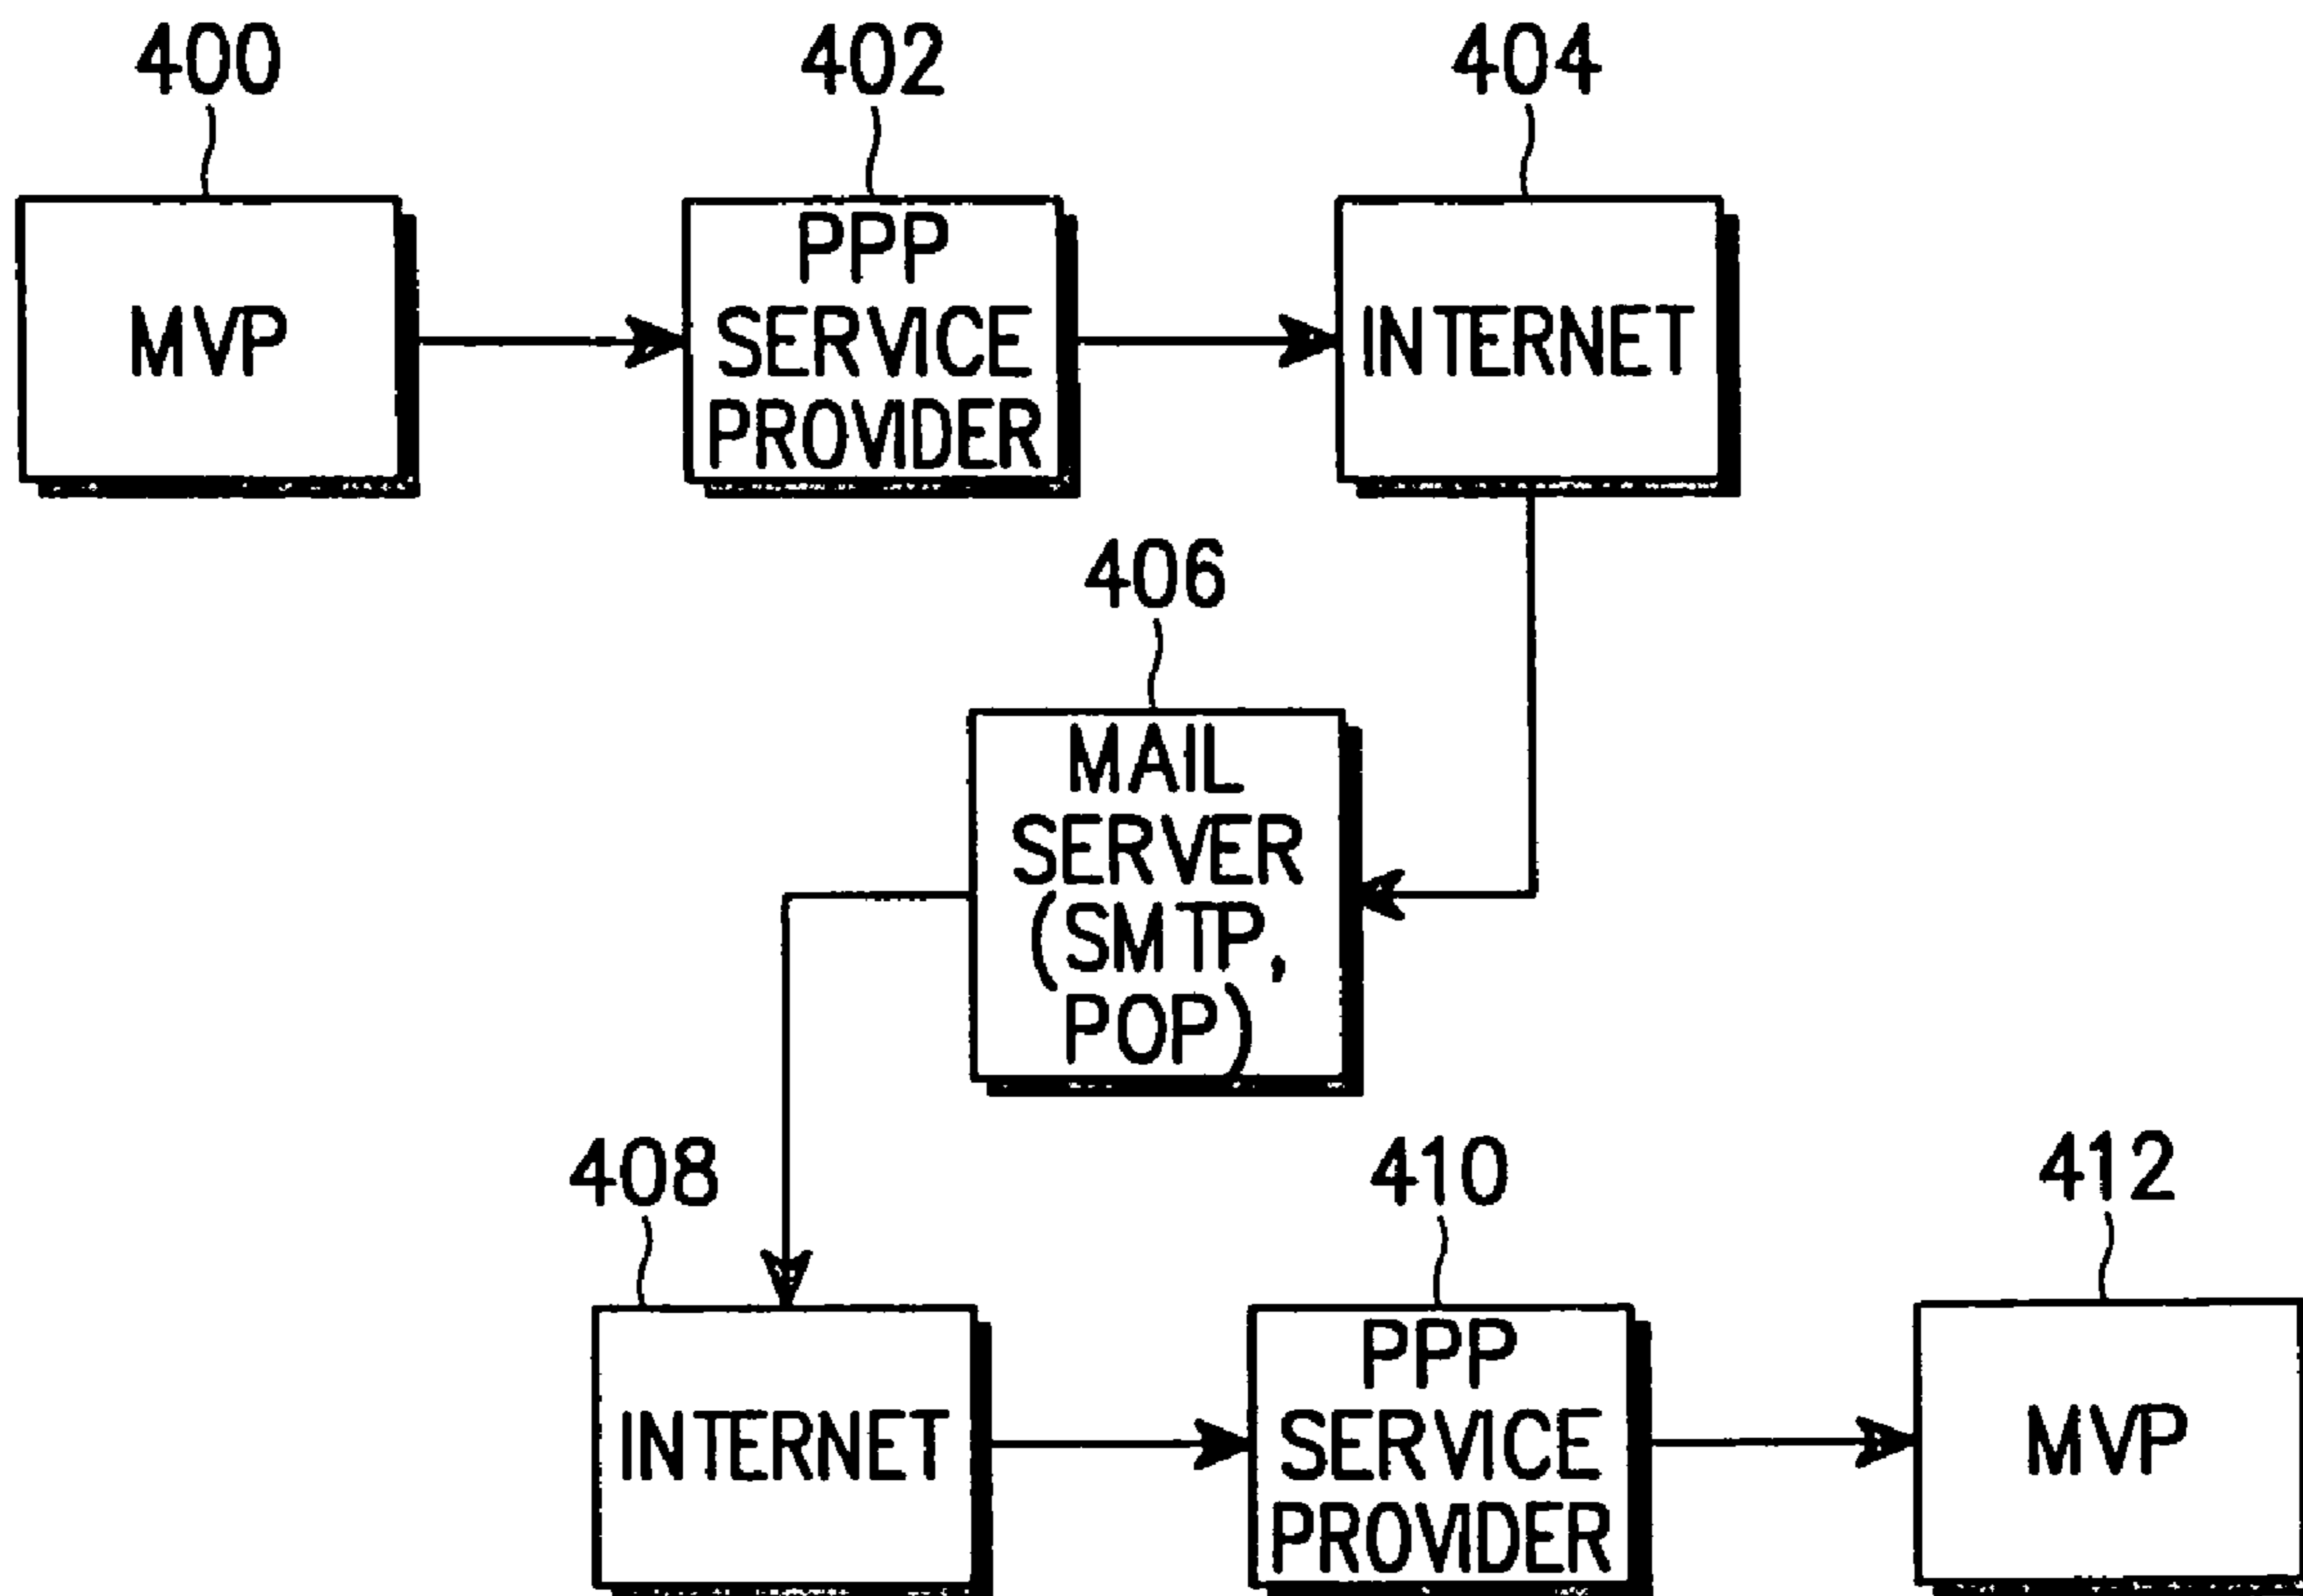 400
402
404
MVP
PPP
SERVICE
PROVIDER
INTERNET
406
MAIL
SERVER
(SMTP,
POP)
408
410
412
INTERNET
PPP
SERVICE
PROVIDER
MVP